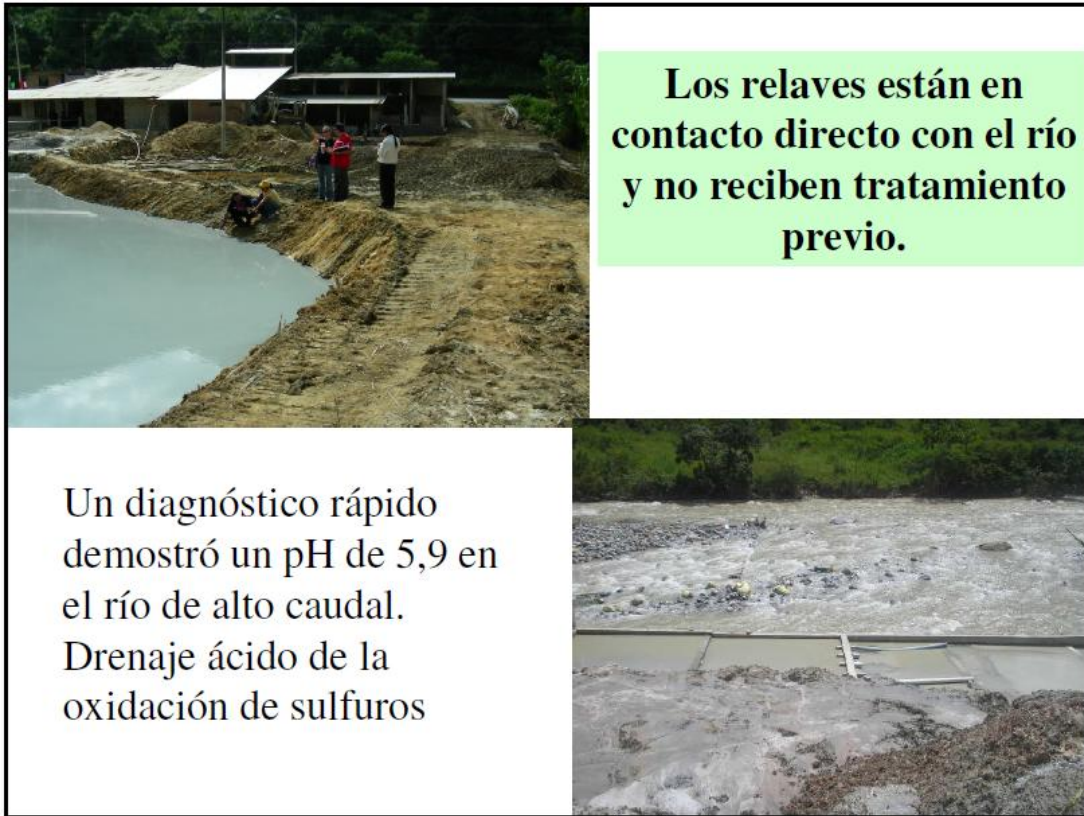 Los relaves están en
contacto directo con el río
y no reciben tratamiento
previo.
Un diagnóstico rápido
demostró un pH de 5,9 en
el río de alto caudal.
Drenaje ácido de la
oxidación de sulfuros